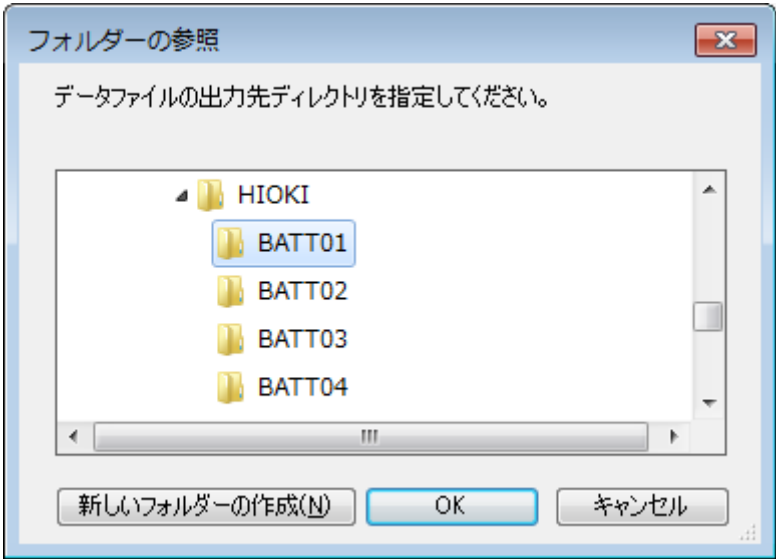 フォルダーの参照
データファイルの出力先ディレクトリを指定してください。
HIOKI
BATT01
BATT02
BATT03
BATT04
新しいフォルダーの作成(N) OK キャンセル